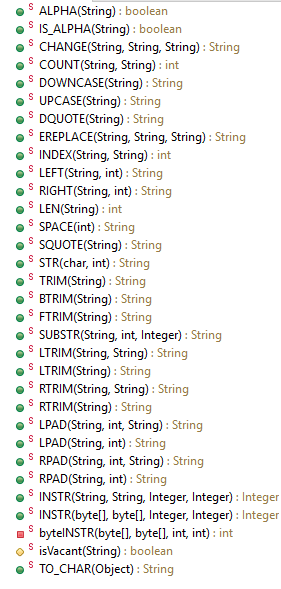 S ALPHA(String) : boolean
S IS_ALPHA(String) : boolean
S CHANGE(String, String, String) : String
S COUNT(String, String) : int
S DOWNCASE(String) : String
S UPCASE(String) : String
S DQUOTE(String) : String
S EREPLACE(String, String, String) : String
S INDEX(String, String) : int
S LEFT(String, int) : String
S RIGHT(String, int) : String
S LEN(String) : int
S SPACE(int) : String
S SQUOTE(String) : String
S STR(char, int) : String
S TRIM(String) : String
S BTRIM(String) : String
S FTRIM(String) : String
S SUBSTR(String, int, Integer) : String
S LTRIM(String, String) : String
S LTRIM(String) : String
S RTRIM(String, String) : String
S RTRIM(String) : String
S LPAD(String, int, String) : String
S LPAD(String, int) : String
S RPAD(String, int, String) : String
S RPAD(String, int) : String
S INSTR(String, String, Integer, Integer) : Integer
S INSTR(byte[], byte[], Integer, Integer) : Integer
S byteINSTR(byte[], byte[], int, int) : int
S isVacant(String) : boolean
S TO_CHAR(Object) : String